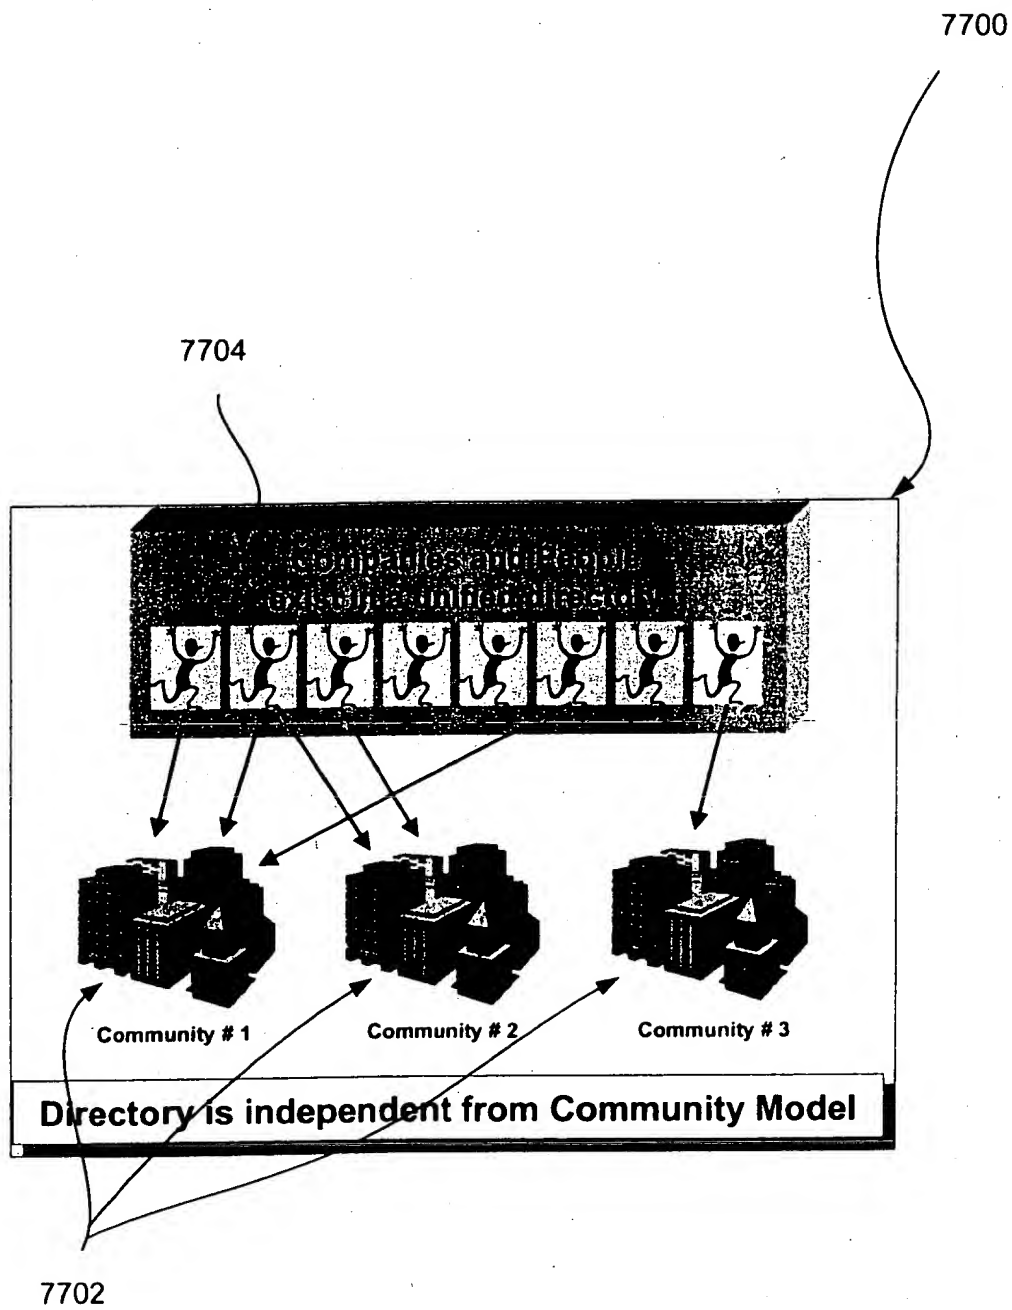 7700
7704
Companies and People
exist in a unified directory
Community # 1
Community # 2
Community # 3
Directory is independent from Community Model
7702